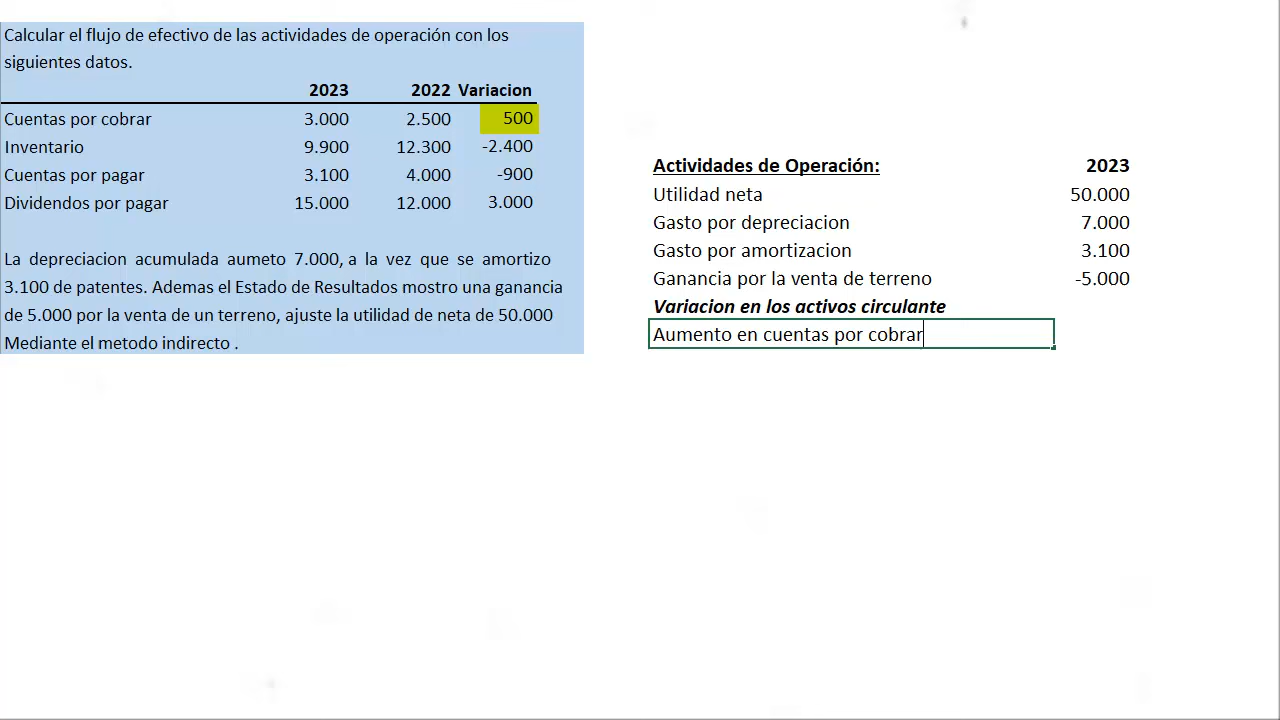 Calcular el flujo de efectivo de las actividades de operación con los
siguientes datos.
2023 2022 Variacion
Cuentas por cobrar 3.000 2.500 500
Inventario 9.900 12.300 -2.400
Cuentas por pagar 3.100 4.000 -900
Dividendos por pagar 15.000 12.000 3.000
La depreciacion acumulada aumeto 7.000, a la vez que se amortizo
3.100 de patentes. Ademas el Estado de Resultados mostro una ganancia
de 5.000 por la venta de un terreno, ajuste la utilidad de neta de 50.000
Mediante el metodo indirecto .
Actividades de Operación: 2023
Utilidad neta 50.000
Gasto por depreciacion 7.000
Gasto por amortizacion 3.100
Ganancia por la venta de terreno -5.000
Variacion en los activos circulante
Aumento en cuentas por cobrar